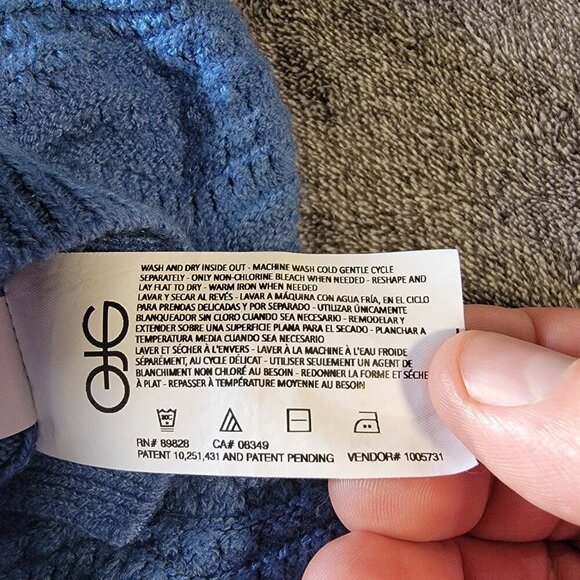 WASH AND DRY INSIDE OUT - MACHINE WASH COLD GENTLE CYCLE
SEPARATELY - ONLY NON-CHLORINE BLEACH WHEN NEEDED - RESHAPE AND
LAY FLAT TO DRY - WARM IRON WHEN NEEDED
LAVAR Y SECAR AL REVÉS - LAVAR A MÁQUINA CON AGUA FRÍA, EN EL CICLO
PARA PRENDAS DELICADAS Y POR SEPARADO - UTILIZAR ÚNICAMENTE
BLANQUEADOR SIN CLORO CUANDO SEA NECESARIO - REMODELAR Y
EXTENDER SOBRE UNA SUPERFICIE PLANA PARA EL SECADO - PLANCHAR A
TEMPERATURA MEDIA CUANDO SEA NECESARIO
LAVER ET SÉCHER À L'ENVERS - LAVER À LA MACHINE À L'EAU FROIDE
SÉPARÉMENT, AU CYCLE DÉLICAT - SEULEMENT UN AGENT DE
BLANCHIMENT NON CHLORÉ AU BESOIN - REDONNER LA FORME ET SÉCHE
À PLAT - REPASSER À TEMPÉRATURE MOYENNE AU BESOIN
30C
RN# 89828 CA# 08349
PATENT 10,251,431 AND PATENT PENDING VENDOR# 1005731